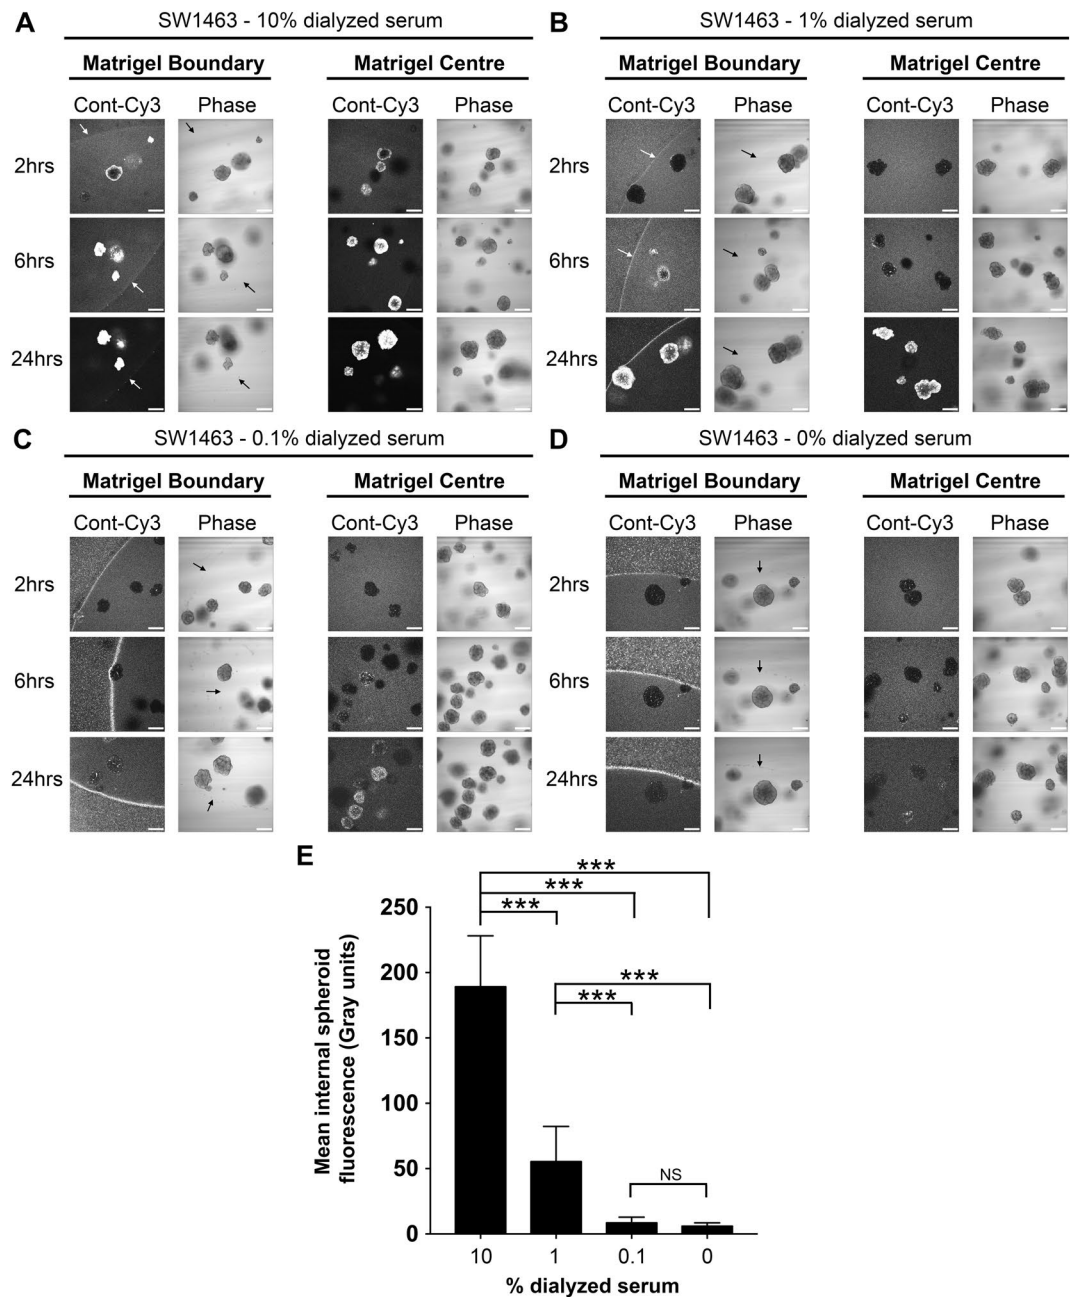 A
SW1463 - 10% dialyzed serum
Matrigel Boundary
Matrigel Centre
Cont-Cy3
Phase
Cont-Cy3
Phase
2hrs
6hrs
24hrs
B
SW1463 - 1% dialyzed serum
Matrigel Boundary
Matrigel Centre
Cont-Cy3
Phase
Cont-Cy3
Phase
2hrs
6hrs
24hrs
C
SW1463 - 0.1% dialyzed serum
Matrigel Boundary
Matrigel Centre
Cont-Cy3
Phase
Cont-Cy3
Phase
2hrs
6hrs
24hrs
D
SW1463 - 0% dialyzed serum
Matrigel Boundary
Matrigel Centre
Cont-Cy3
Phase
Cont-Cy3
Phase
2hrs
6hrs
24hrs
E
Mean internal spheroid
fluorescence (Gray units)
250
200
150
100
50
0
***
***
***
***
***
NS
10
1
0.1
0
% dialyzed serum